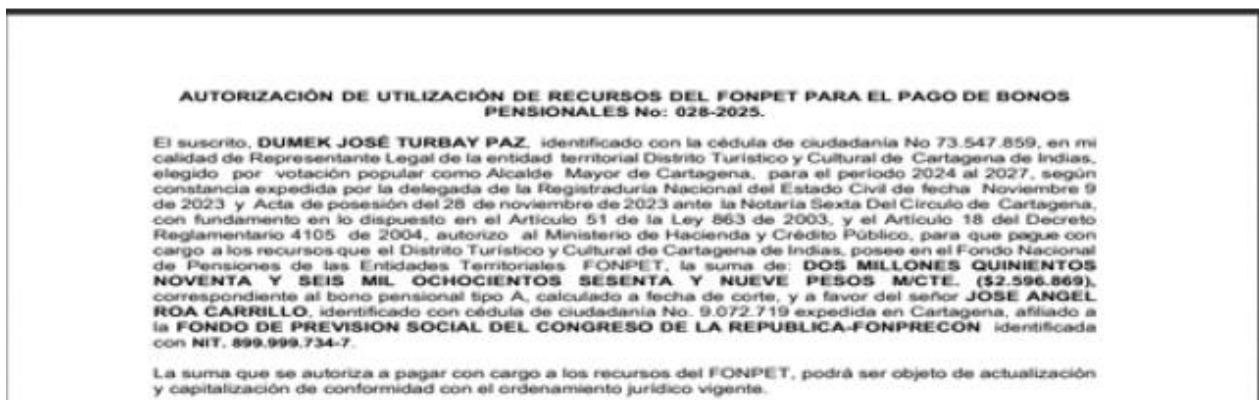 AUTORIZACIÓN DE UTILIZACIÓN DE RECURSOS DEL FONPET PARA EL PAGO DE BONOS
PENSIONALES No: 028-2025.
El suscrito, DUMEK JOSÉ TURBAY PAZ, identificado con la cédula de ciudadanía No 73.547.859, en mi
calidad de Representante Legal de la entidad territorial Distrito Turístico y Cultural de Cartagena de Indias,
elegido por votación popular como Alcalde Mayor de Cartagena, para el período 2024 al 2027, según
constancia expedida por la delegada de la Registraduría Nacional del Estado Civil de fecha Noviembre 9
de 2023 y Acta de posesión del 28 de noviembre de 2023 ante la Notaría Sexta Del Círculo de Cartagena,
con fundamento en lo dispuesto en el Artículo 51 de la Ley 863 de 2003, y el Artículo 18 del Decreto
Reglamentario 4105 de 2004, autorizo al Ministerio de Hacienda y Crédito Público, para que pague con
cargo a los recursos que el Distrito Turístico y Cultural de Cartagena de Indias, posee en el Fondo Nacional
de Pensiones de las Entidades Territoriales FONPET, la suma de: DOS MILLONES QUINIENTOS
NOVENTA Y SEIS MIL OCHOCIENTOS SESENTA Y NUEVE PESOS M/CTE. ($2.596.869),
correspondiente al bono pensional tipo A, calculado a fecha de corte, y a favor del señor JOSE ANGEL
ROA CARRILLO, identificado con cédula de ciudadanía No. 9.072.719 expedida en Cartagena, afiliado a
la FONDO DE PREVISION SOCIAL DEL CONGRESO DE LA REPUBLICA-FONPRECON identificada
con NIT. 899.999.734-7.
La suma que se autoriza a pagar con cargo a los recursos del FONPET, podrá ser objeto de actualización
y capitalización de conformidad con el ordenamiento jurídico vigente.